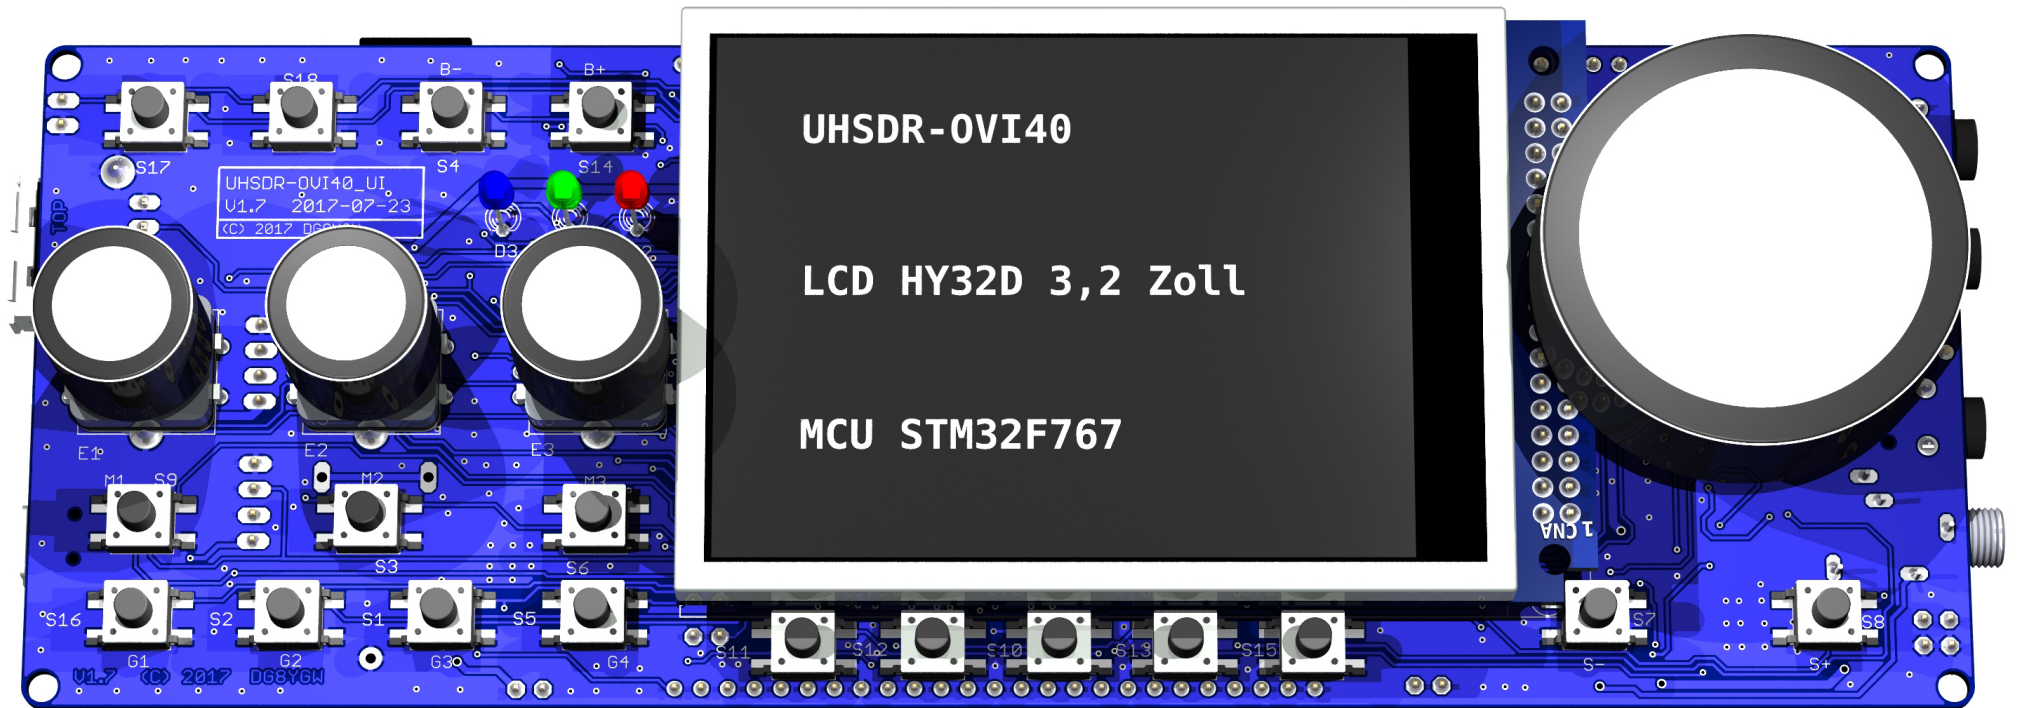 S18
B-
B+
S17
S4
S14
UHSDR-OVI40_UI
V1.7 2017-07-23
(C) 2017
TOP
D3
UHSDR-OVI40
LCD HY32D 3,2 Zoll
MCU STM32F767
E1
E2
E3
M1
S9
M2
M3
S3
S6
S16
S2
S1
S5
G1
G2
G3
G4
V1.7 (C) 2017 DG8YGW
S11
S12
S10
S13
S15
1 CNA
S7
S8
S-
S+